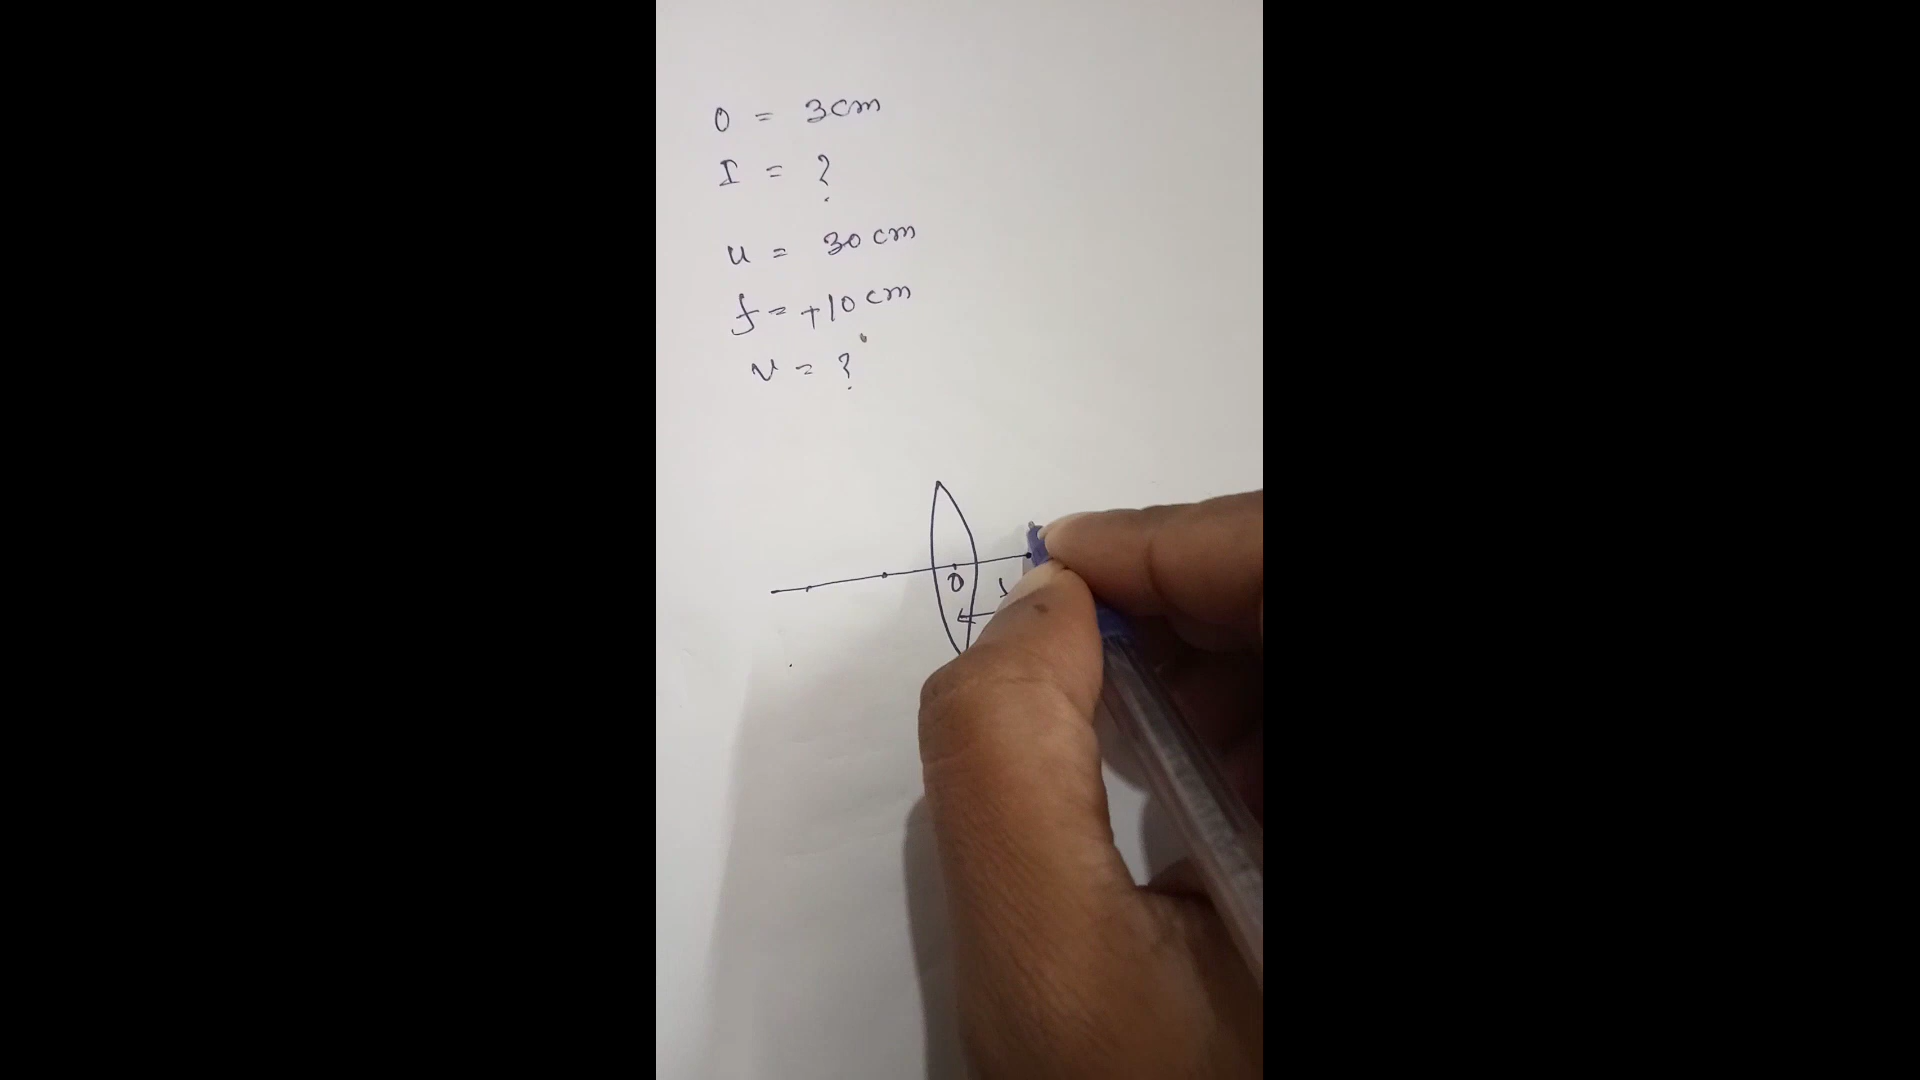 O = 3cm
I = ?
u = 30 cm
f = +10 cm
v = ?
O